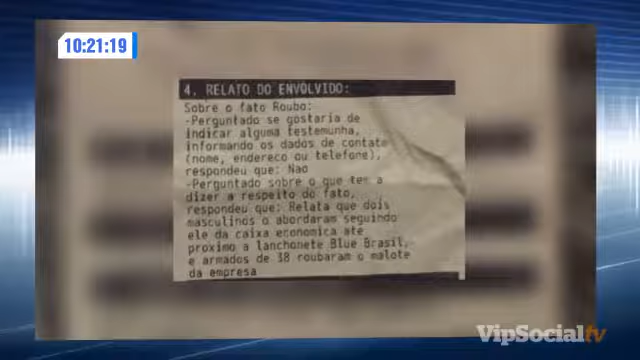 10:21:19
4. RELATO DO ENVOLVIDO:
Sobre o fato Roubo:
-Perguntado se gostaria de
indicar alguma testemunha,
informando os dados de contato
(nome, endereco ou telefone),
respondeu que: Nao
-Perguntado sobre o que tem a
dizer a respeito do fato,
respondeu que: Relata que dois
masculinos o abordaram seguindo
ele da caixa economica ate
proximo a lanchonete Blue Brasil,
e armados de 38 roubaram o malote
da empresa
VipSocialtv